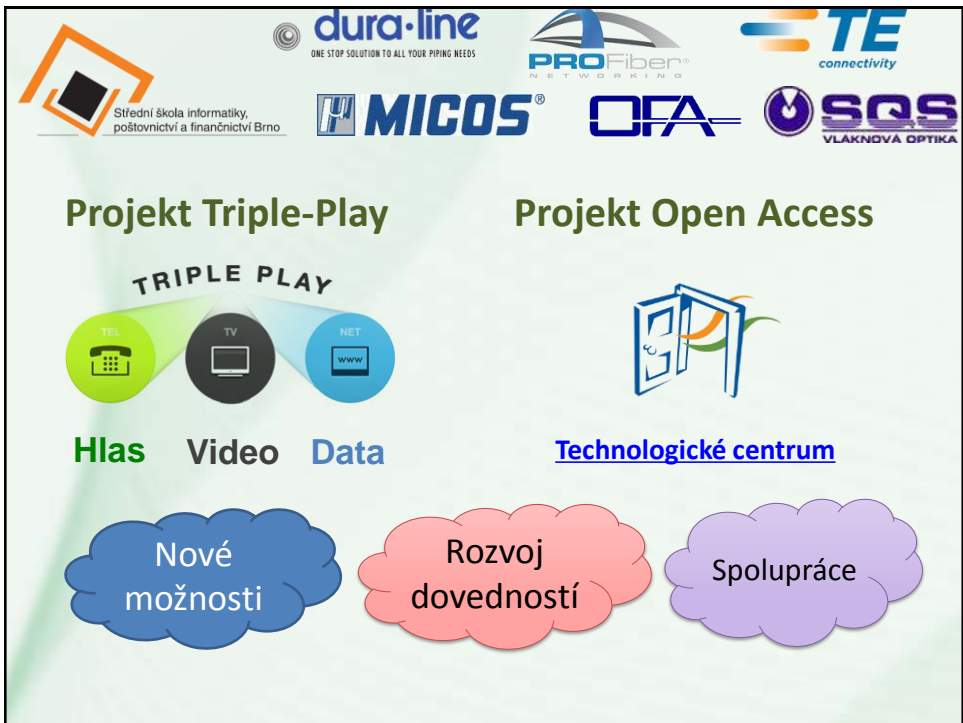 dura·line
ONE STOP SOLUTION TO ALL YOUR PIPING NEEDS
PROFiber®
NETWORKING
TE
connectivity
Střední škola informatiky,
poštovnictví a finančnictví Brno
MICOS®
OFA
SQS
VLÁKNOVÁ OPTIKA
Projekt Triple-Play
Projekt Open Access
TRIPLE PLAY
TEL
TV
NET
www
Hlas Video Data
Technologické centrum
Nové
možnosti
Rozvoj
dovedností
Spolupráce